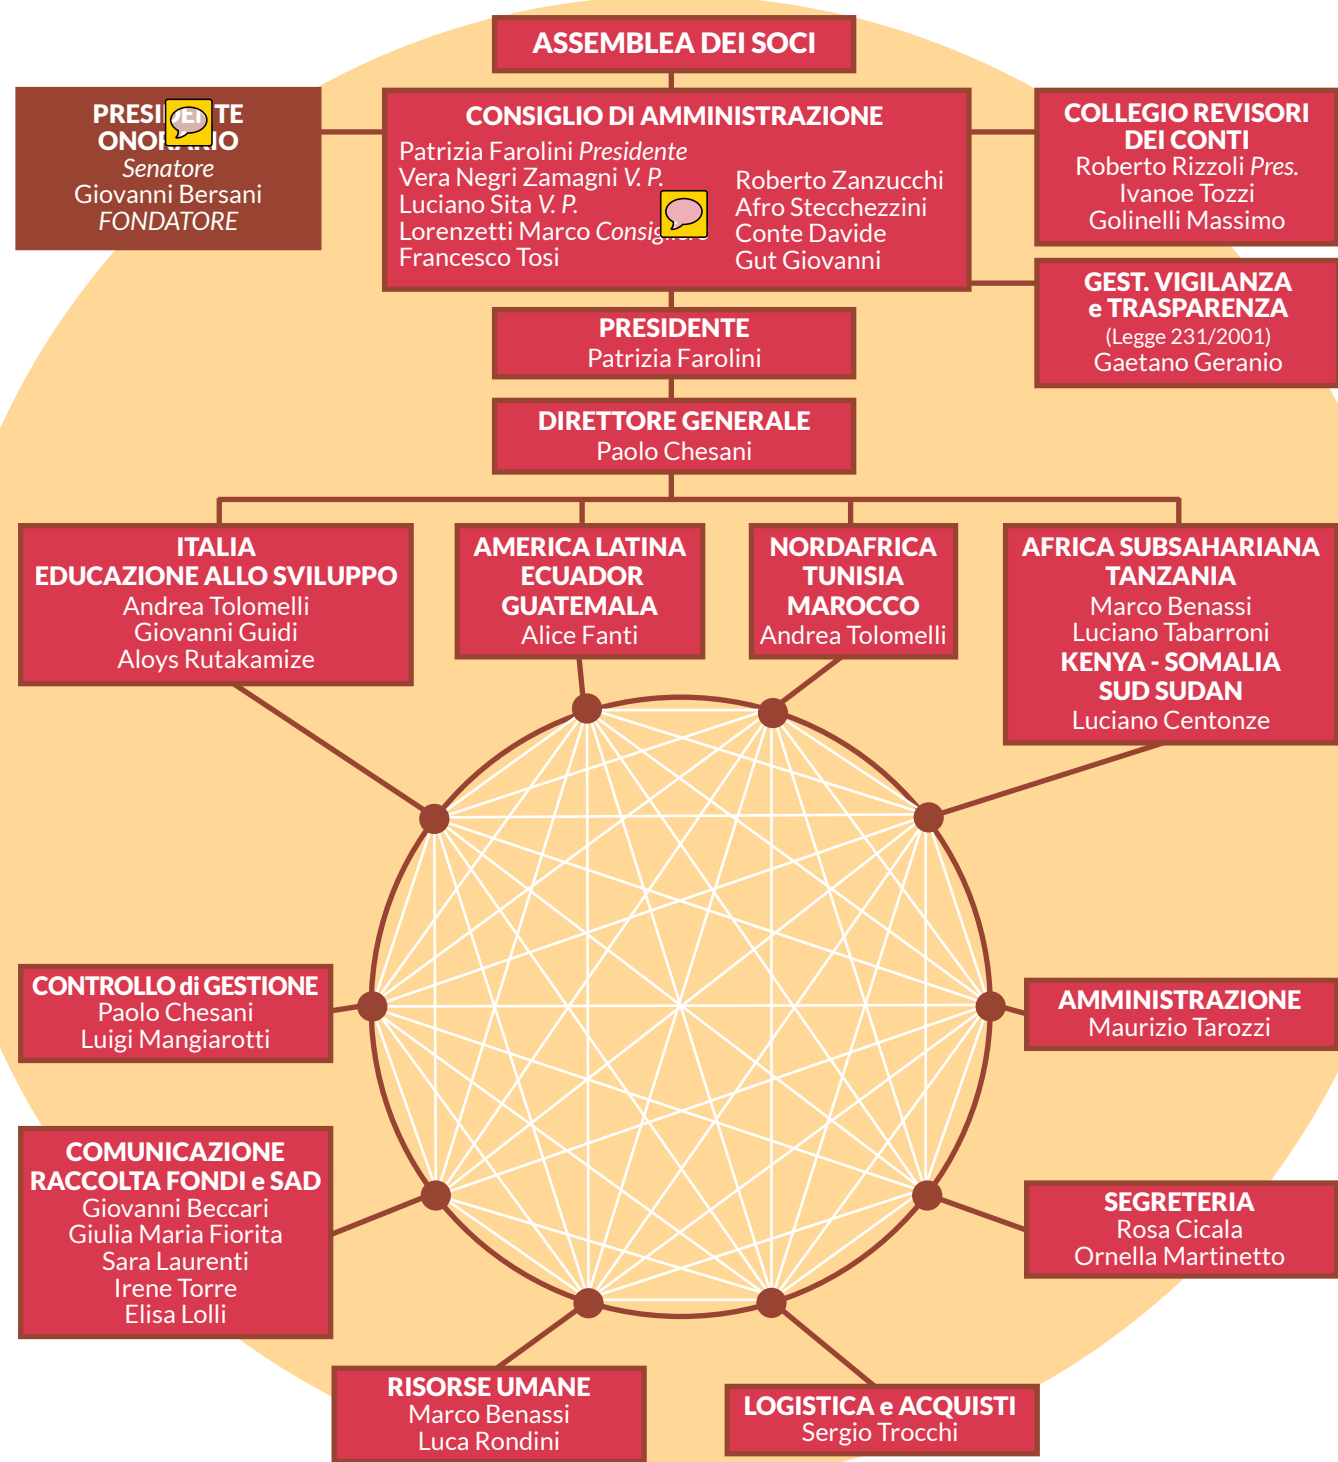 ASSEMBLEA DEI SOCI
ONORARIO
Senatore
Giovanni Bersani
FONDATORE
CONSIGLIO DI AMMINISTRAZIONE
Patrizia Farolini Presidente
Vera Negri Zamagni V. P.
Luciano Sita V. P.
Lorenzetti Marco Consigliere
Francesco Tosi
Roberto Zanzucchi
Afro Stecchezzini
Conte Davide
Gut Giovanni
COLLEGIO REVISORI
DEI CONTI
Roberto Rizzoli Pres.
Ivanoe Tozzi
Golinelli Massimo
GEST. VIGILANZA
e TRASPARENZA
(Legge 231/2001)
Gaetano Geranio
PRESIDENTE
Patrizia Farolini
DIRETTORE GENERALE
Paolo Chesani
ITALIA
EDUCAZIONE ALLO SVILUPPO
Andrea Tolomelli
Giovanni Guidi
Aloys Rutakamize
AMERICA LATINA
ECUADOR
GUATEMALA
Alice Fanti
NORDAFRICA
TUNISIA
MAROCCO
Andrea Tolomelli
AFRICA SUBSAHARIANA
TANZANIA
Marco Benassi
Luciano Tabarroni
KENYA - SOMALIA
SUD SUDAN
Luciano Centonze
CONTROLLO di GESTIONE
Paolo Chesani
Luigi Mangiarotti
AMMINISTRAZIONE
Maurizio Tarozzi
COMUNICAZIONE
RACCOLTA FONDI e SAD
Giovanni Beccari
Giulia Maria Fiorita
Sara Laurenti
Irene Torre
Elisa Lolli
SEGRETERIA
Rosa Cicala
Ornella Martinetto
RISORSE UMANE
Marco Benassi
Luca Rondini
LOGISTICA e ACQUISTI
Sergio Trocchi